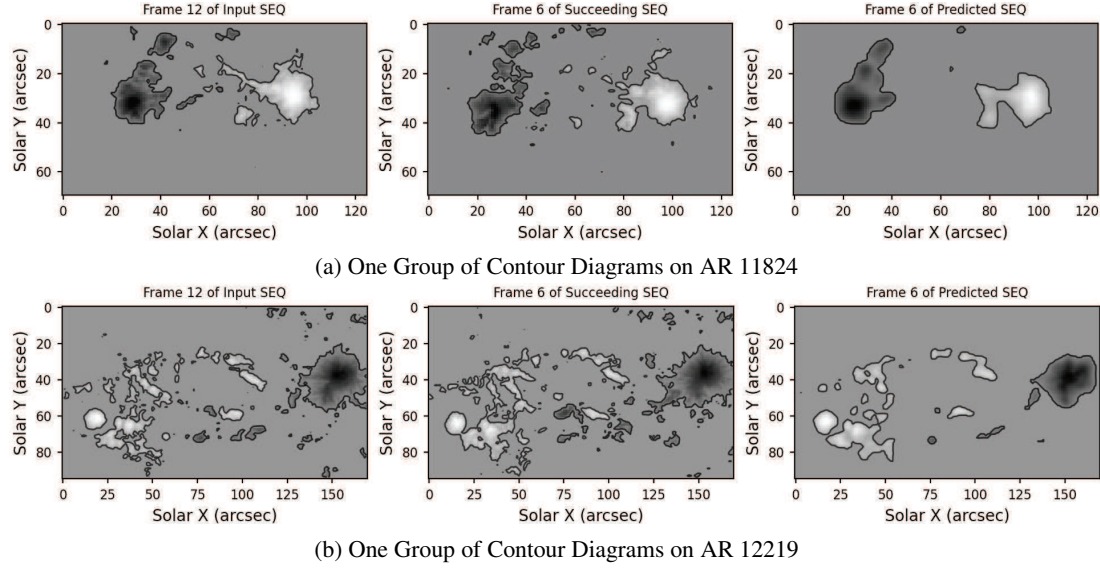 Frame 12 of Input SEQ Frame 6 of Succeeding SEQ Frame 6 of Predicted SEQ
Solar Y (arcsec) 0 20 40 60 Solar Y (arcsec) 0 20 40 60 Solar Y (arcsec) 0 20 40 60
0 20 40 60 80 100 120 0 20 40 60 80 100 120 0 20 40 60 80 100 120
Solar X (arcsec) Solar X (arcsec) Solar X (arcsec)
(a) One Group of Contour Diagrams on AR 11824
Frame 12 of Input SEQ Frame 6 of Succeeding SEQ Frame 6 of Predicted SEQ
Solar Y (arcsec) 0 20 40 60 80 Solar Y (arcsec) 0 20 40 60 80 Solar Y (arcsec) 0 20 40 60 80
0 25 50 75 100 125 150 0 25 50 75 100 125 150 0 25 50 75 100 125 150
Solar X (arcsec) Solar X (arcsec) Solar X (arcsec)
(b) One Group of Contour Diagrams on AR 12219